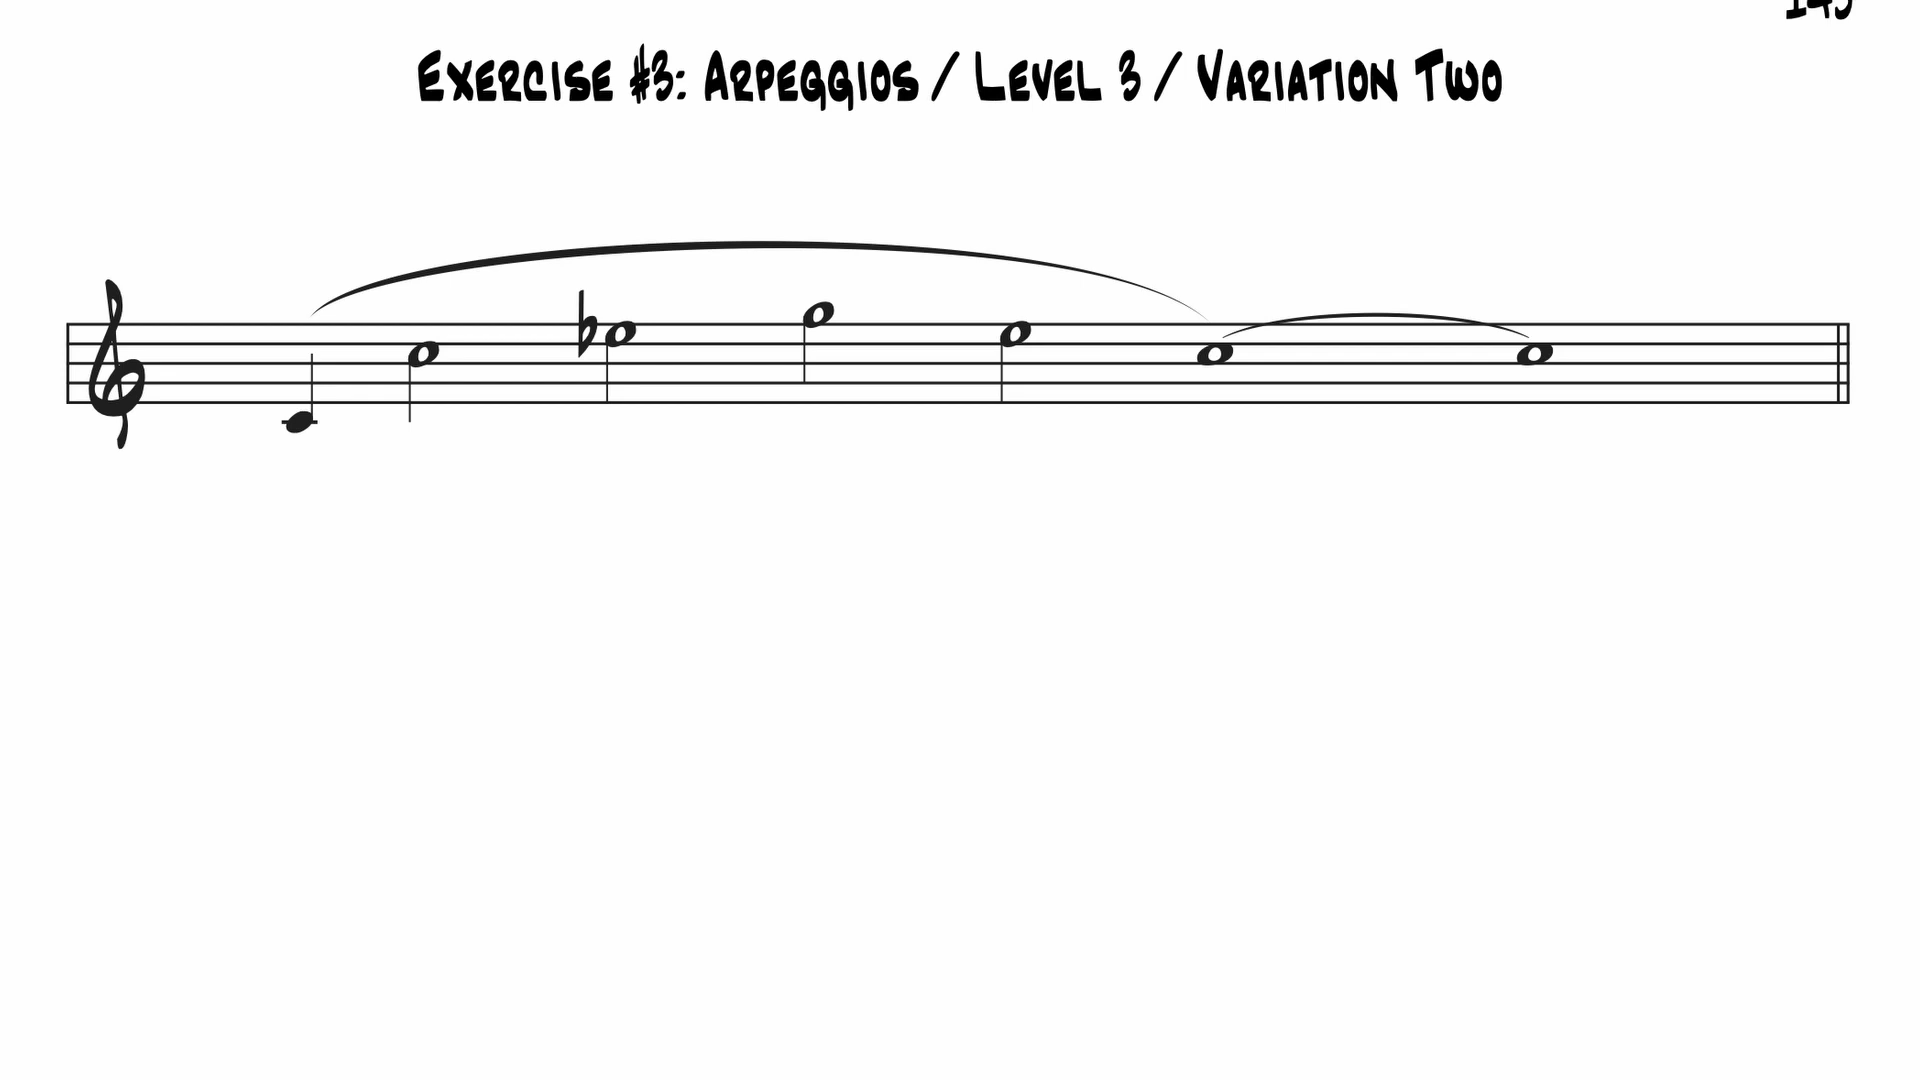 Exercise #3: Arpeggios / Level 3 / Variation Two